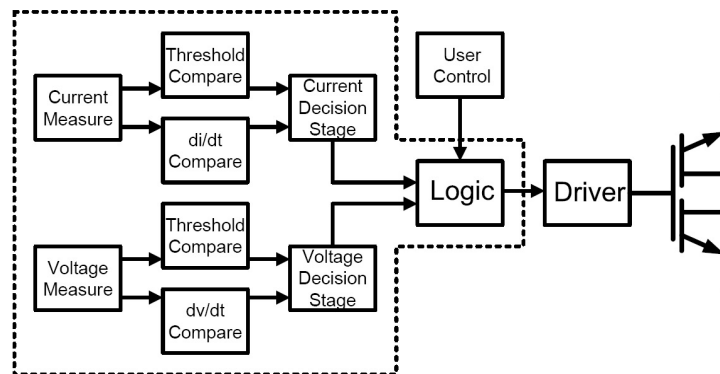 Threshold
Compare
User
Control
Current
Measure
Current
Decision
Stage
di/dt
Compare
Logic
Driver
Threshold
Compare
Voltage
Measure
Voltage
Decision
Stage
dv/dt
Compare